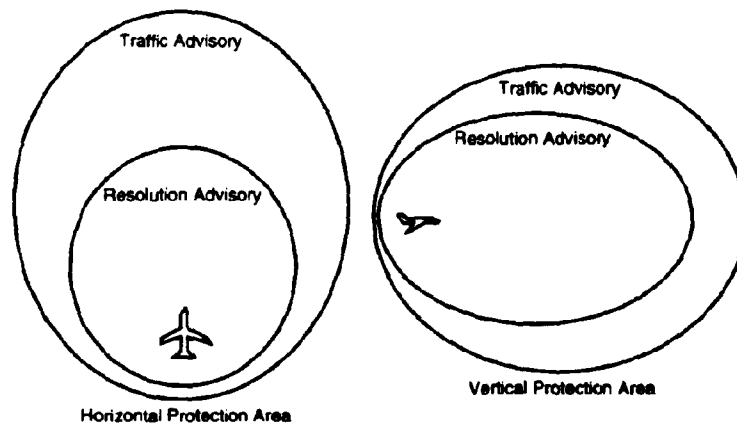 Traffic Advisory
Resolution Advisory
Horizontal Protection Area
Traffic Advisory
Resolution Advisory
Vertical Protection Area